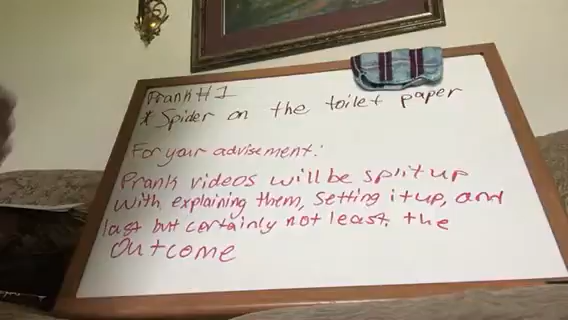 Prank #1
* Spider on the toilet paper
For your advisement:
Prank videos will be split up
with explaining them, setting it up, and
last but certainly not least, the
outcome